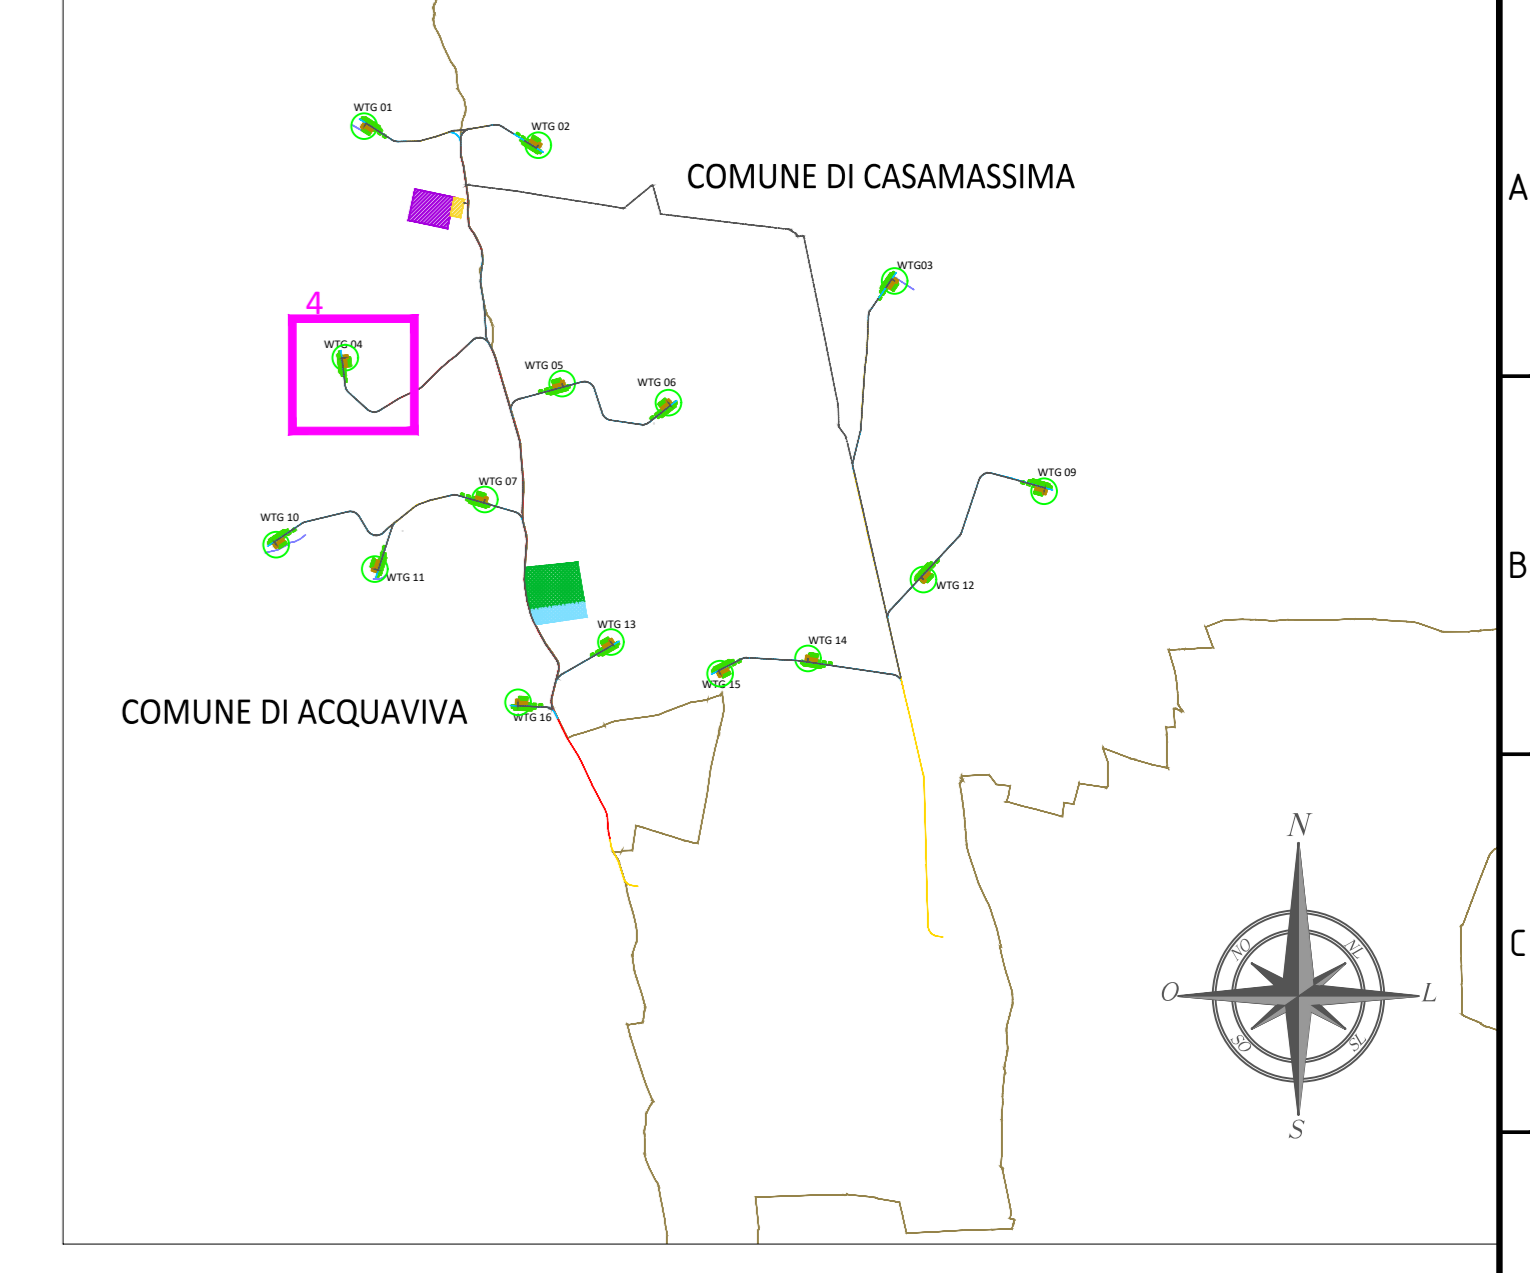 WTG 01
WTG 02
COMUNE DI CASAMASSIMA
A
WTG03
4
WTG 04
WTG 05
WTG 06
WTG 09
WTG 07
WTG 10
B
WTG 11
WTG 12
WTG 13
WTG 14
WTG 15
COMUNE DI ACQUAVIVA
WTG 16
N
NO
NL
C
O
L
SO
SL
S